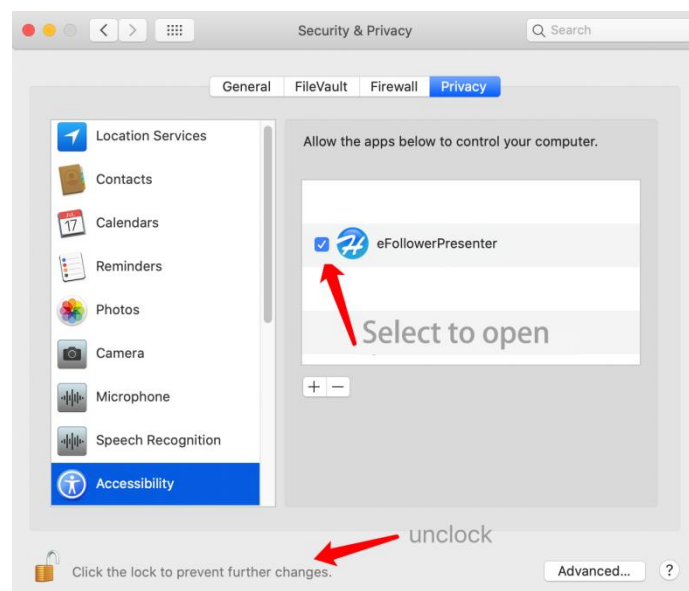 Security & Privacy
Search
General FileVault Firewall Privacy
Location Services
Contacts
JUL
17
Calendars
Reminders
Photos
Camera
Microphone
Speech Recognition
Accessibility
Allow the apps below to control your computer.
eFollowerPresenter
Select to open
+ −
unclock
Click the lock to prevent further changes.
Advanced... ?